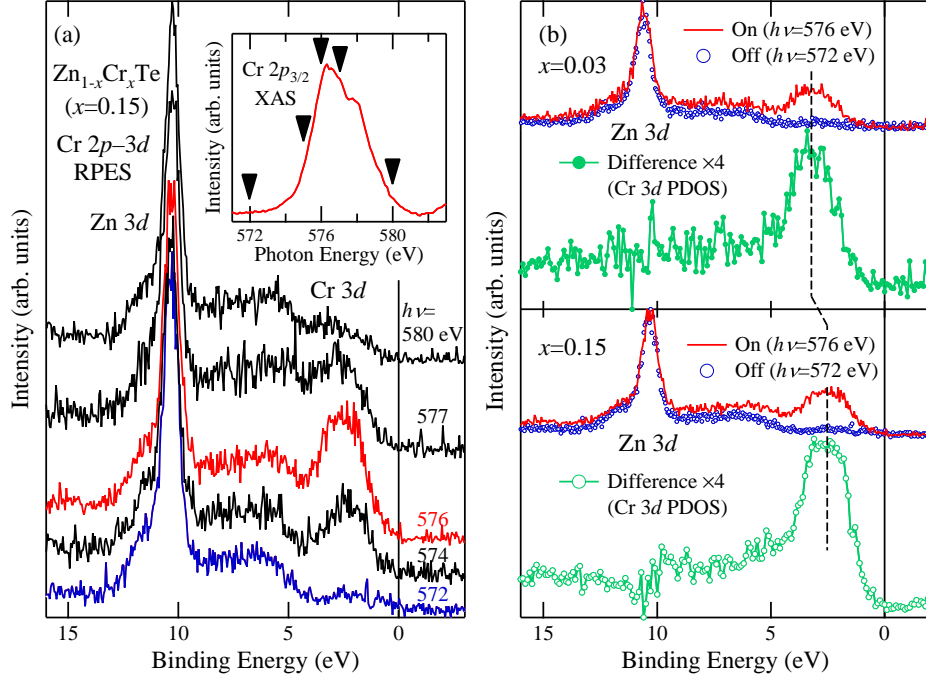 (a)
Zn1-xCrxTe
(x=0.15)
Cr 2p–3d
RPES
Zn 3d
Cr 2p3/2
XAS
Intensity (arb. units)
572
576
580
Photon Energy (eV)
Cr 3d
hν=
580 eV
577
576
574
572
Intensity (arb. units)
15
10
5
0
Binding Energy (eV)
(b)
On (hν=576 eV)
Off (hν=572 eV)
x=0.03
Zn 3d
Difference ×4
(Cr 3d PDOS)
x=0.15
On (hν=576 eV)
Off (hν=572 eV)
Zn 3d
Difference ×4
(Cr 3d PDOS)
Intensity (arb. units)
15
10
5
0
Binding Energy (eV)